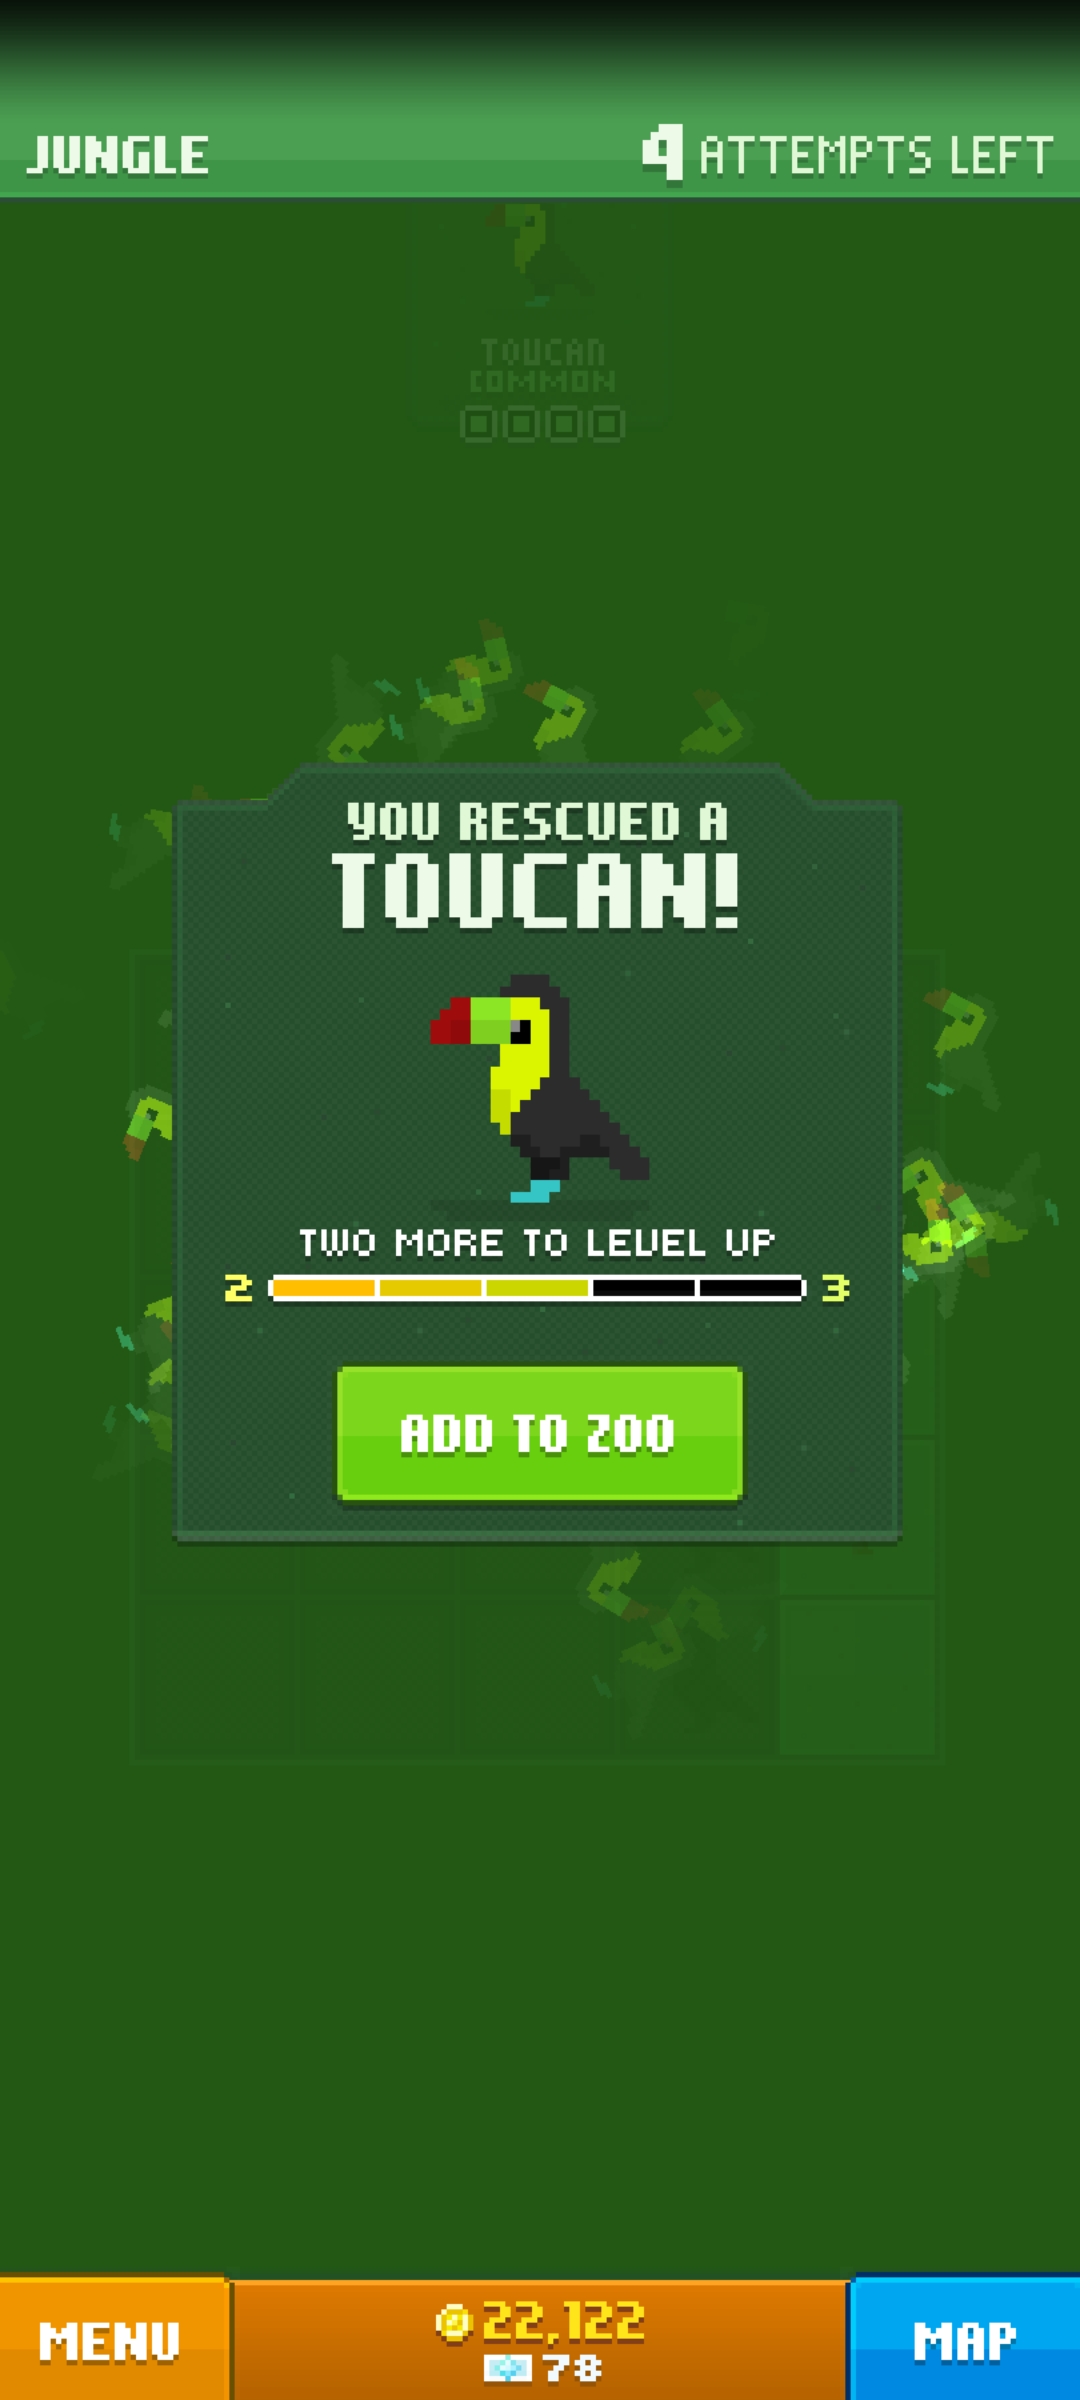 JUNGLE
4 ATTEMPTS LEFT
TOUCAN
COMMON
YOU RESCUED A
TOUCAN!
TWO MORE TO LEVEL UP
2 3
ADD TO ZOO
MENU
22,122
78
MAP